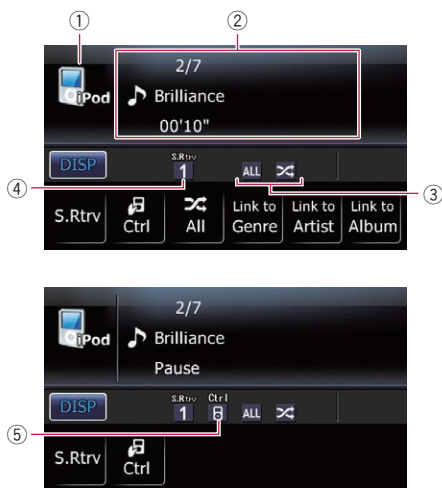 ①
②
2/7
iPod
Brilliance
00'10"
DISP
S.Rtrv
1
ALL
④
③
S.Rtrv
Ctrl
All
Link to Genre
Link to Artist
Link to Album
2/7
iPod
Brilliance
Pause
DISP
S.Rtrv
1
Ctrl
ALL
⑤
S.Rtrv
Ctrl